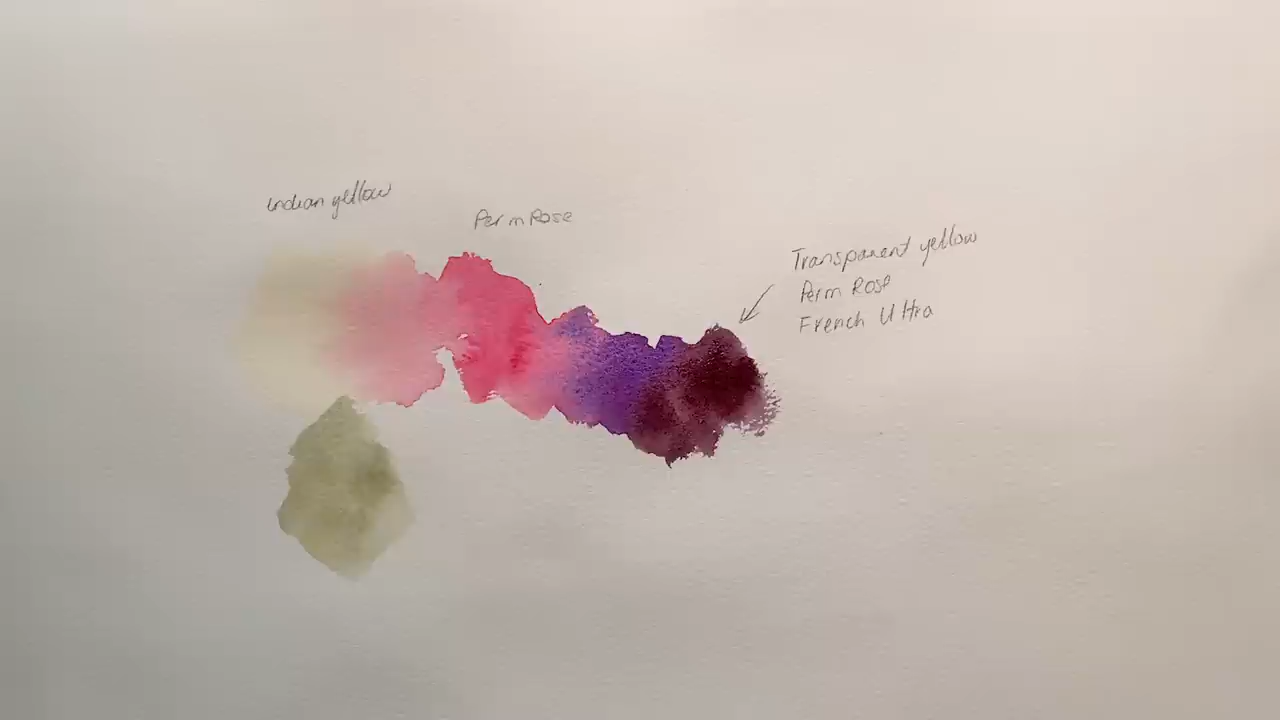 Indian yellow
Perm Rose
Transparent yellow
Perm Rose
French Ultra